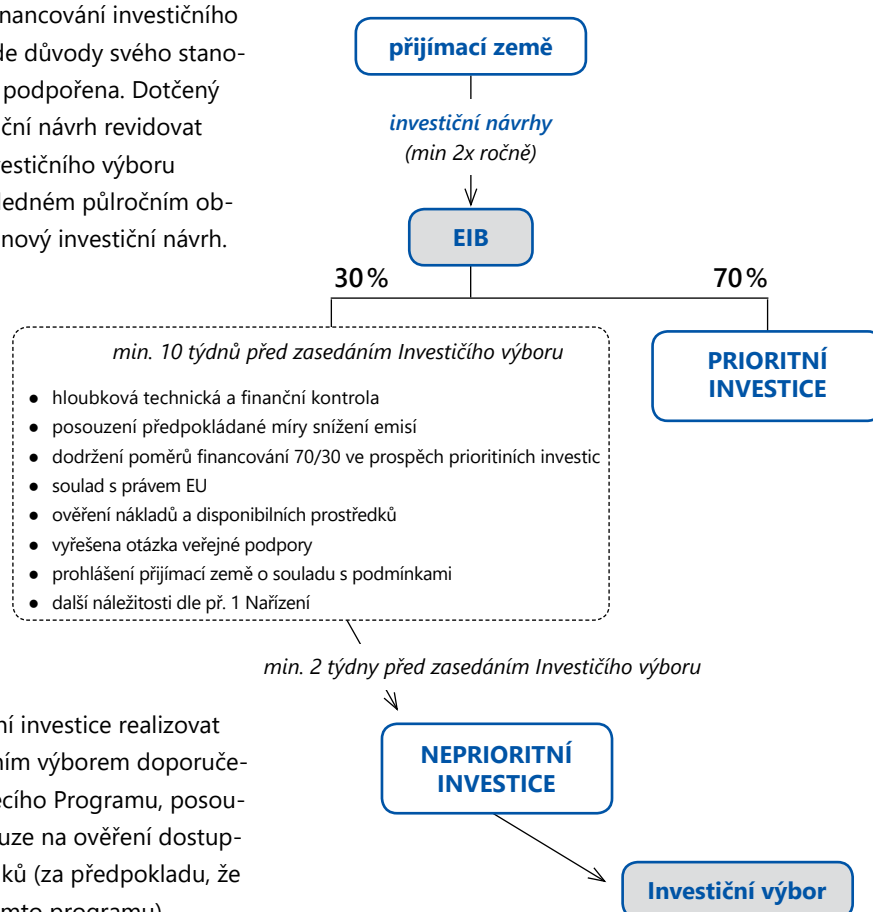 nancování investičního
de důvody svého stano-
podpořena. Dotčený
ční návrh revidovat
vestičního výboru
ledném půlročním ob-
nový investiční návrh.
přijímací země
investiční návrhy
(min 2x ročně)
EIB
30 %
70 %
min. 10 týdnů před zasedáním Investičího výboru
● hloubková technická a finanční kontrola
● posouzení předpokládané míry snížení emisí
● dodržení poměrů financování 70/30 ve prospěch prioritiních investic
● soulad s právem EU
● ověření nákladů a disponibilních prostředků
● vyřešena otázka veřejné podpory
● prohlášení přijímací země o souladu s podmínkami
● další náležitosti dle př. 1 Nařízení
PRIORITNÍ
INVESTICE
min. 2 týdny před zasedáním Investičího výboru
ní investice realizovat
ním výborem doporuče-
ecího Programu, posou-
uze na ověření dostup-
ků (za předpokladu, že
mto programu)
NEPRIORITNÍ
INVESTICE
Investiční výbor